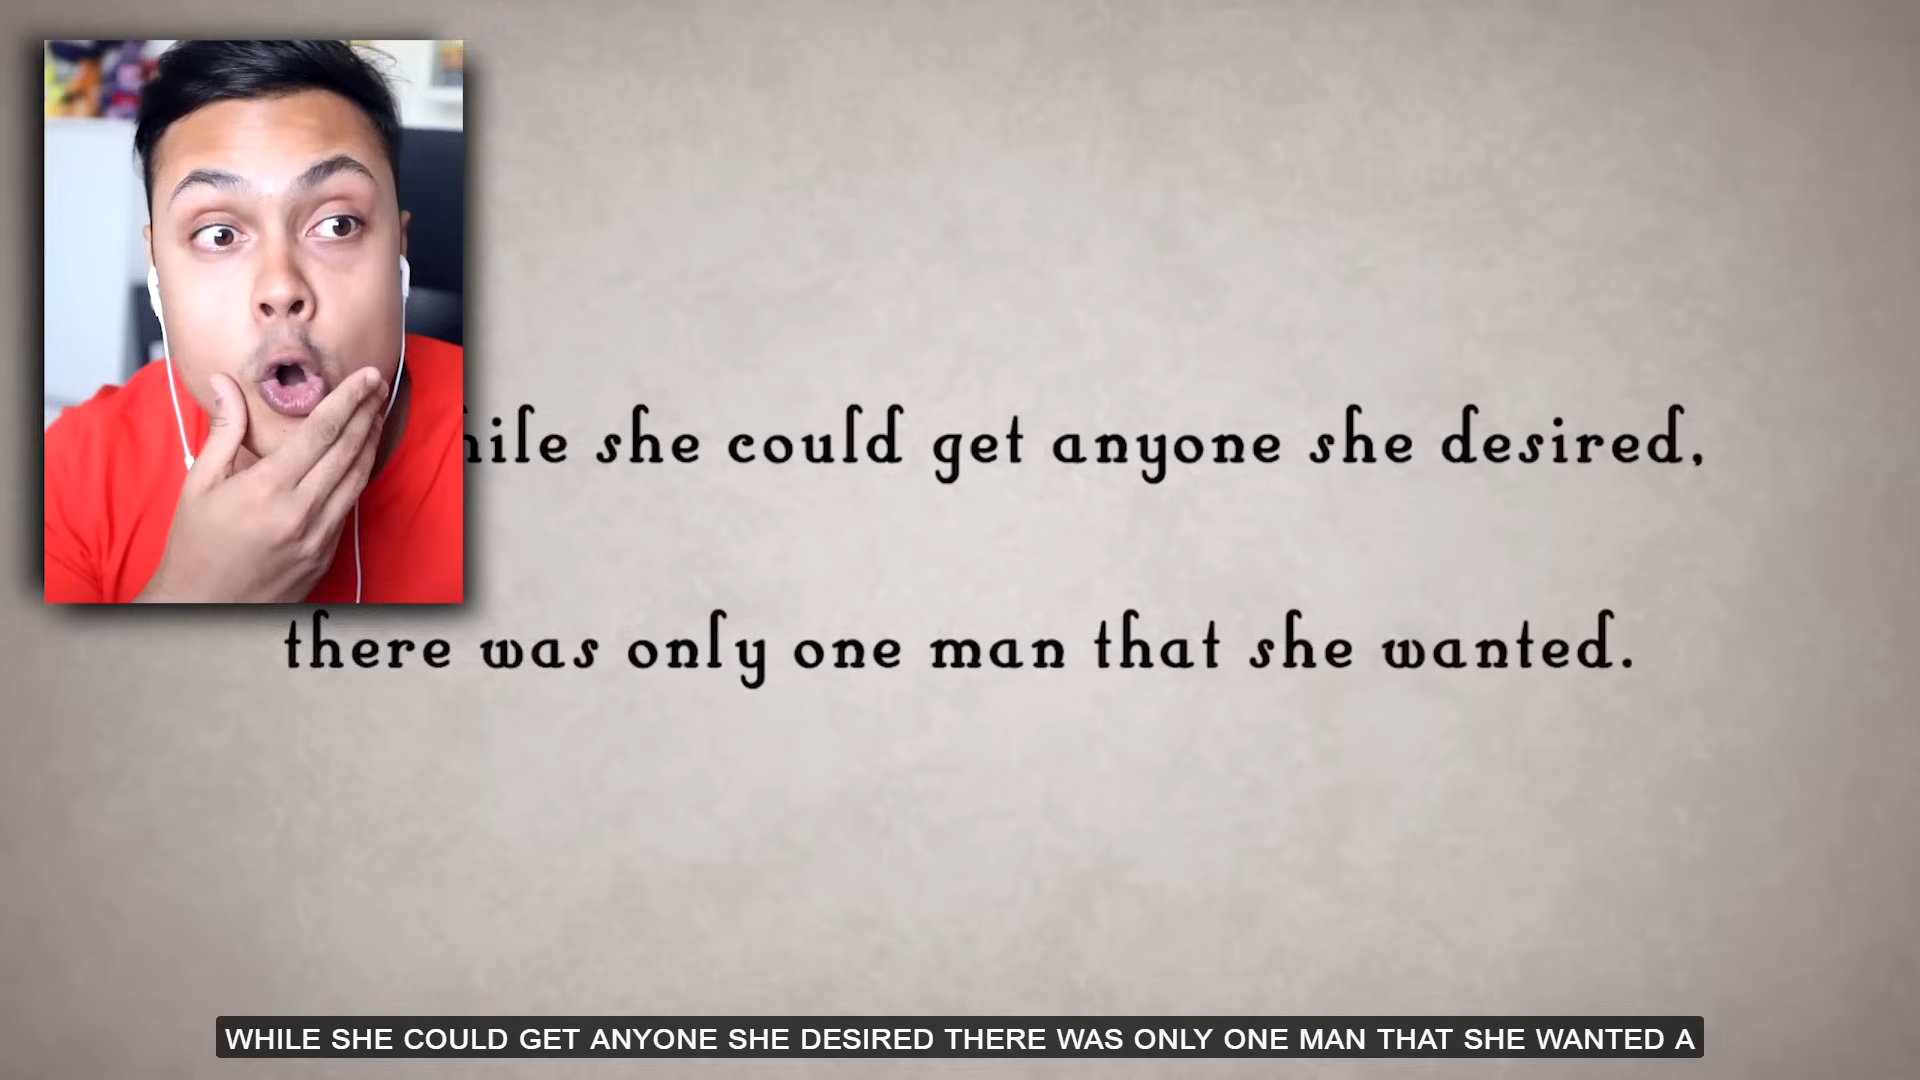 hile she could get anyone she desired,
there was only one man that she wanted.
WHILE SHE COULD GET ANYONE SHE DESIRED THERE WAS ONLY ONE MAN THAT SHE WANTED A